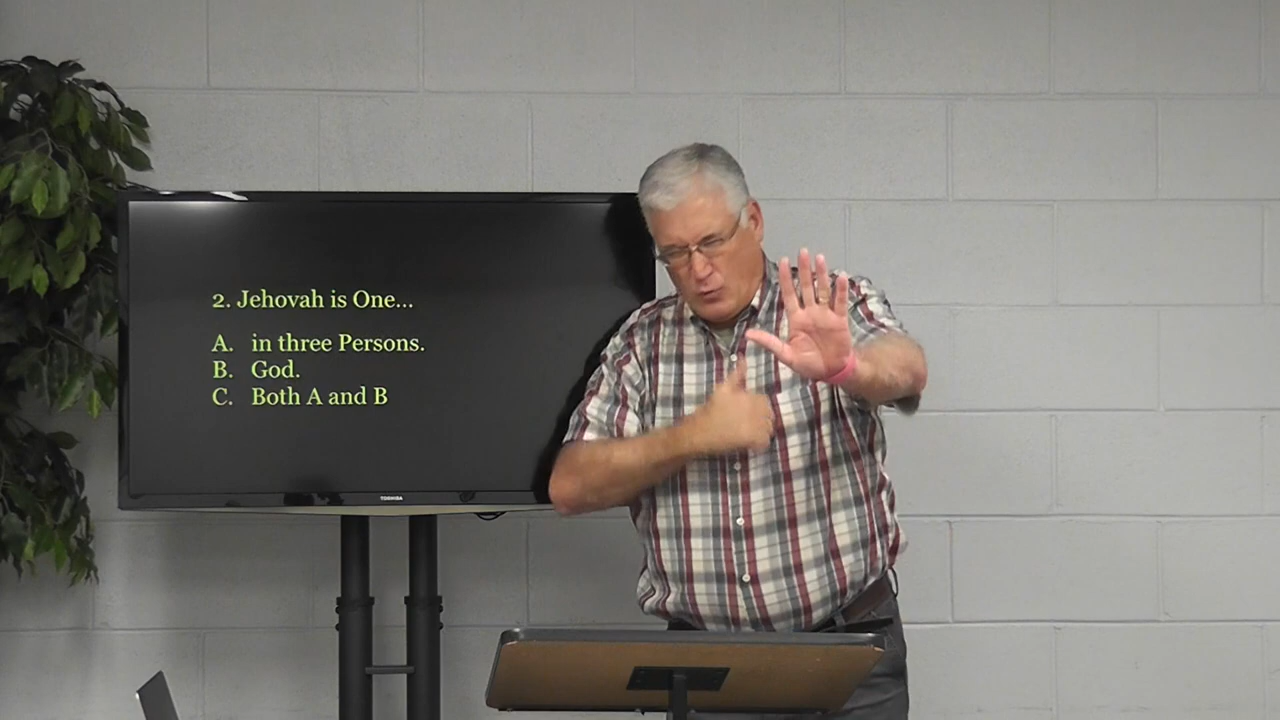 2. Jehovah is One...
A. in three Persons.
B. God.
C. Both A and B
TOSHIBA